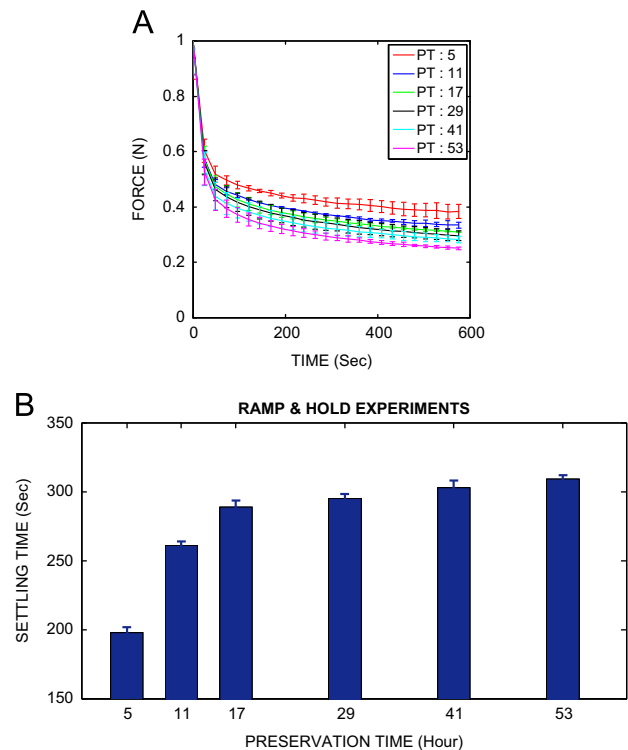 A
1
0.8
0.6
0.4
0.2
0
FORCE (N)
PT : 5
PT : 11
PT : 17
PT : 29
PT : 41
PT : 53
0 200 400 600
TIME (Sec)
B
RAMP & HOLD EXPERIMENTS
350
300
250
200
150
SETTLING TIME (Sec)
5 11 17 29 41 53
PRESERVATION TIME (Hour)